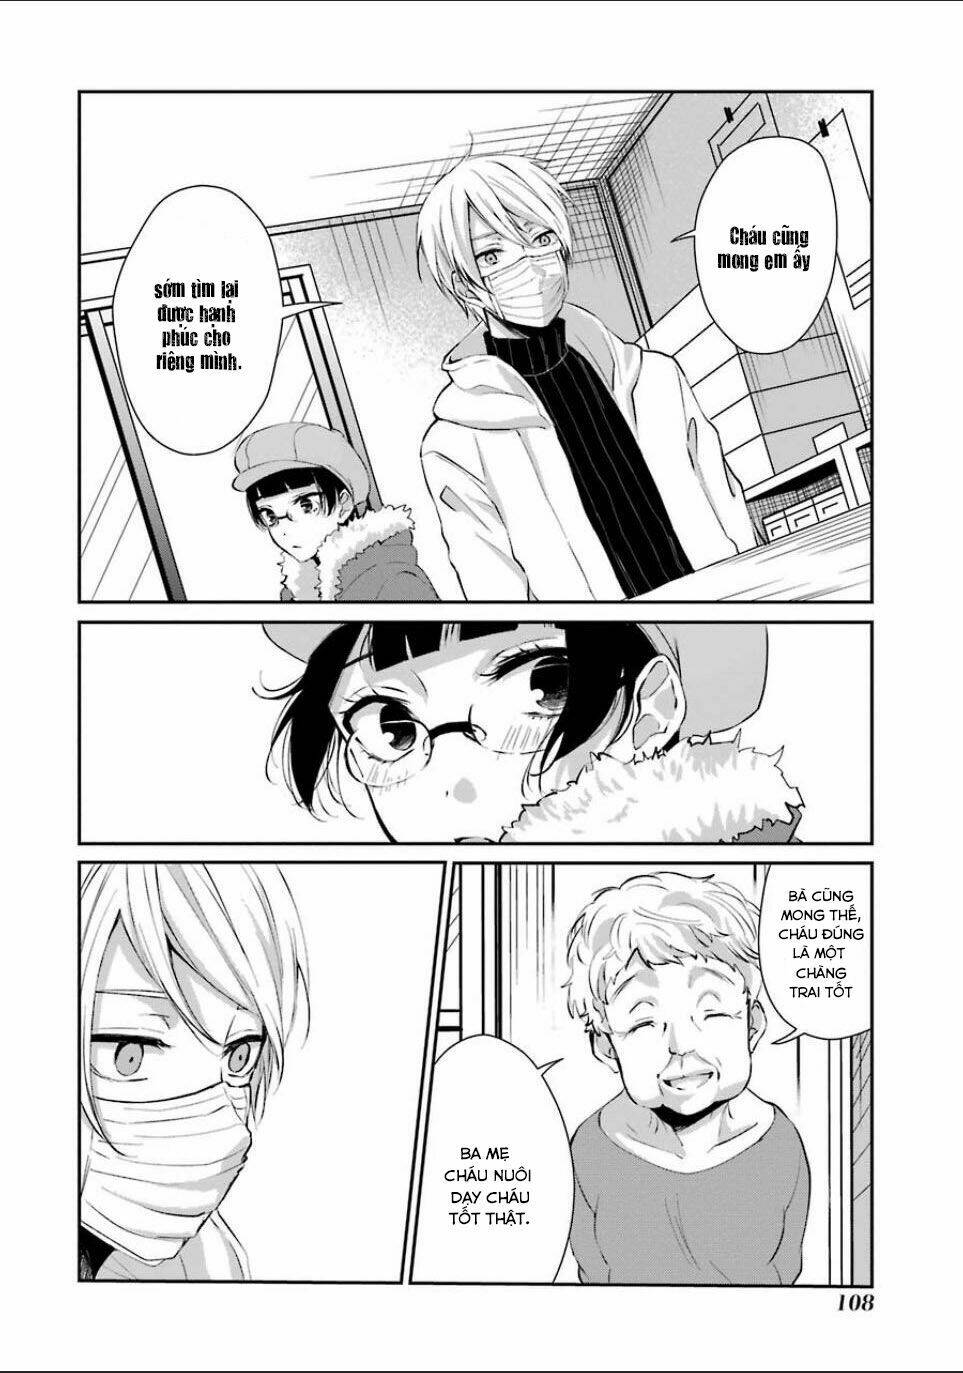 Cháu cũng
mong em ấy
sớm tìm lại
được hạnh
phúc cho
riêng mình.
BÀ CŨNG
MONG THẾ,
CHÁU ĐÚNG
LÀ MỘT
CHÀNG
TRAI TỐT
BA MẸ
CHÁU NUÔI
DẠY CHÁU
TỐT THẬT.
108